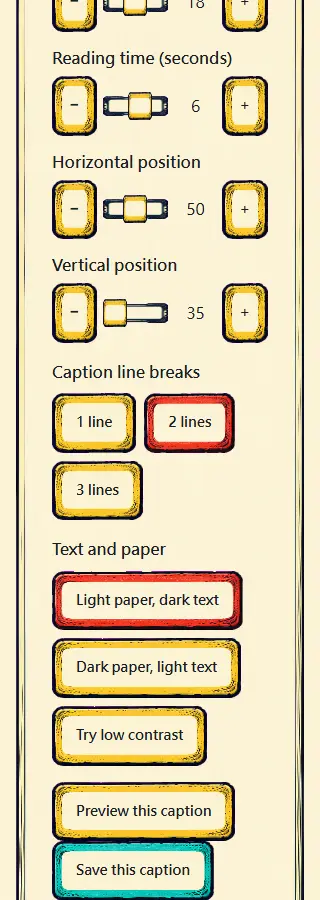 - 18 +
Reading time (seconds)
- 6 +
Horizontal position
- 50 +
Vertical position
- 35 +
Caption line breaks
1 line 2 lines
3 lines
Text and paper
Light paper, dark text
Dark paper, light text
Try low contrast
Preview this caption
Save this caption